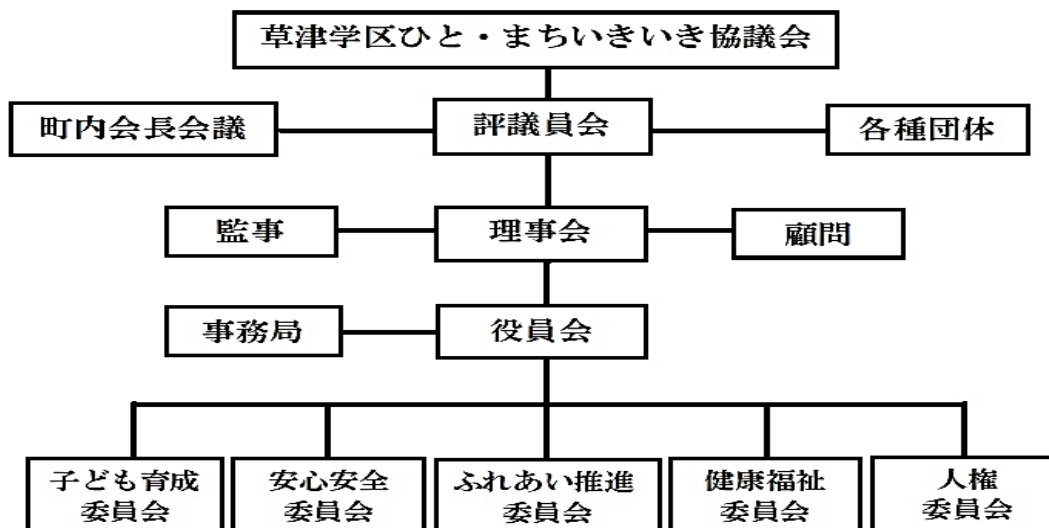 草津学区ひと・まちいきいき協議会
町内会長会議
評議員会
各種団体
監事
理事会
顧問
事務局
役員会
子ども育成
委員会
安心安全
委員会
ふれあい推進
委員会
健康福祉
委員会
人権
委員会